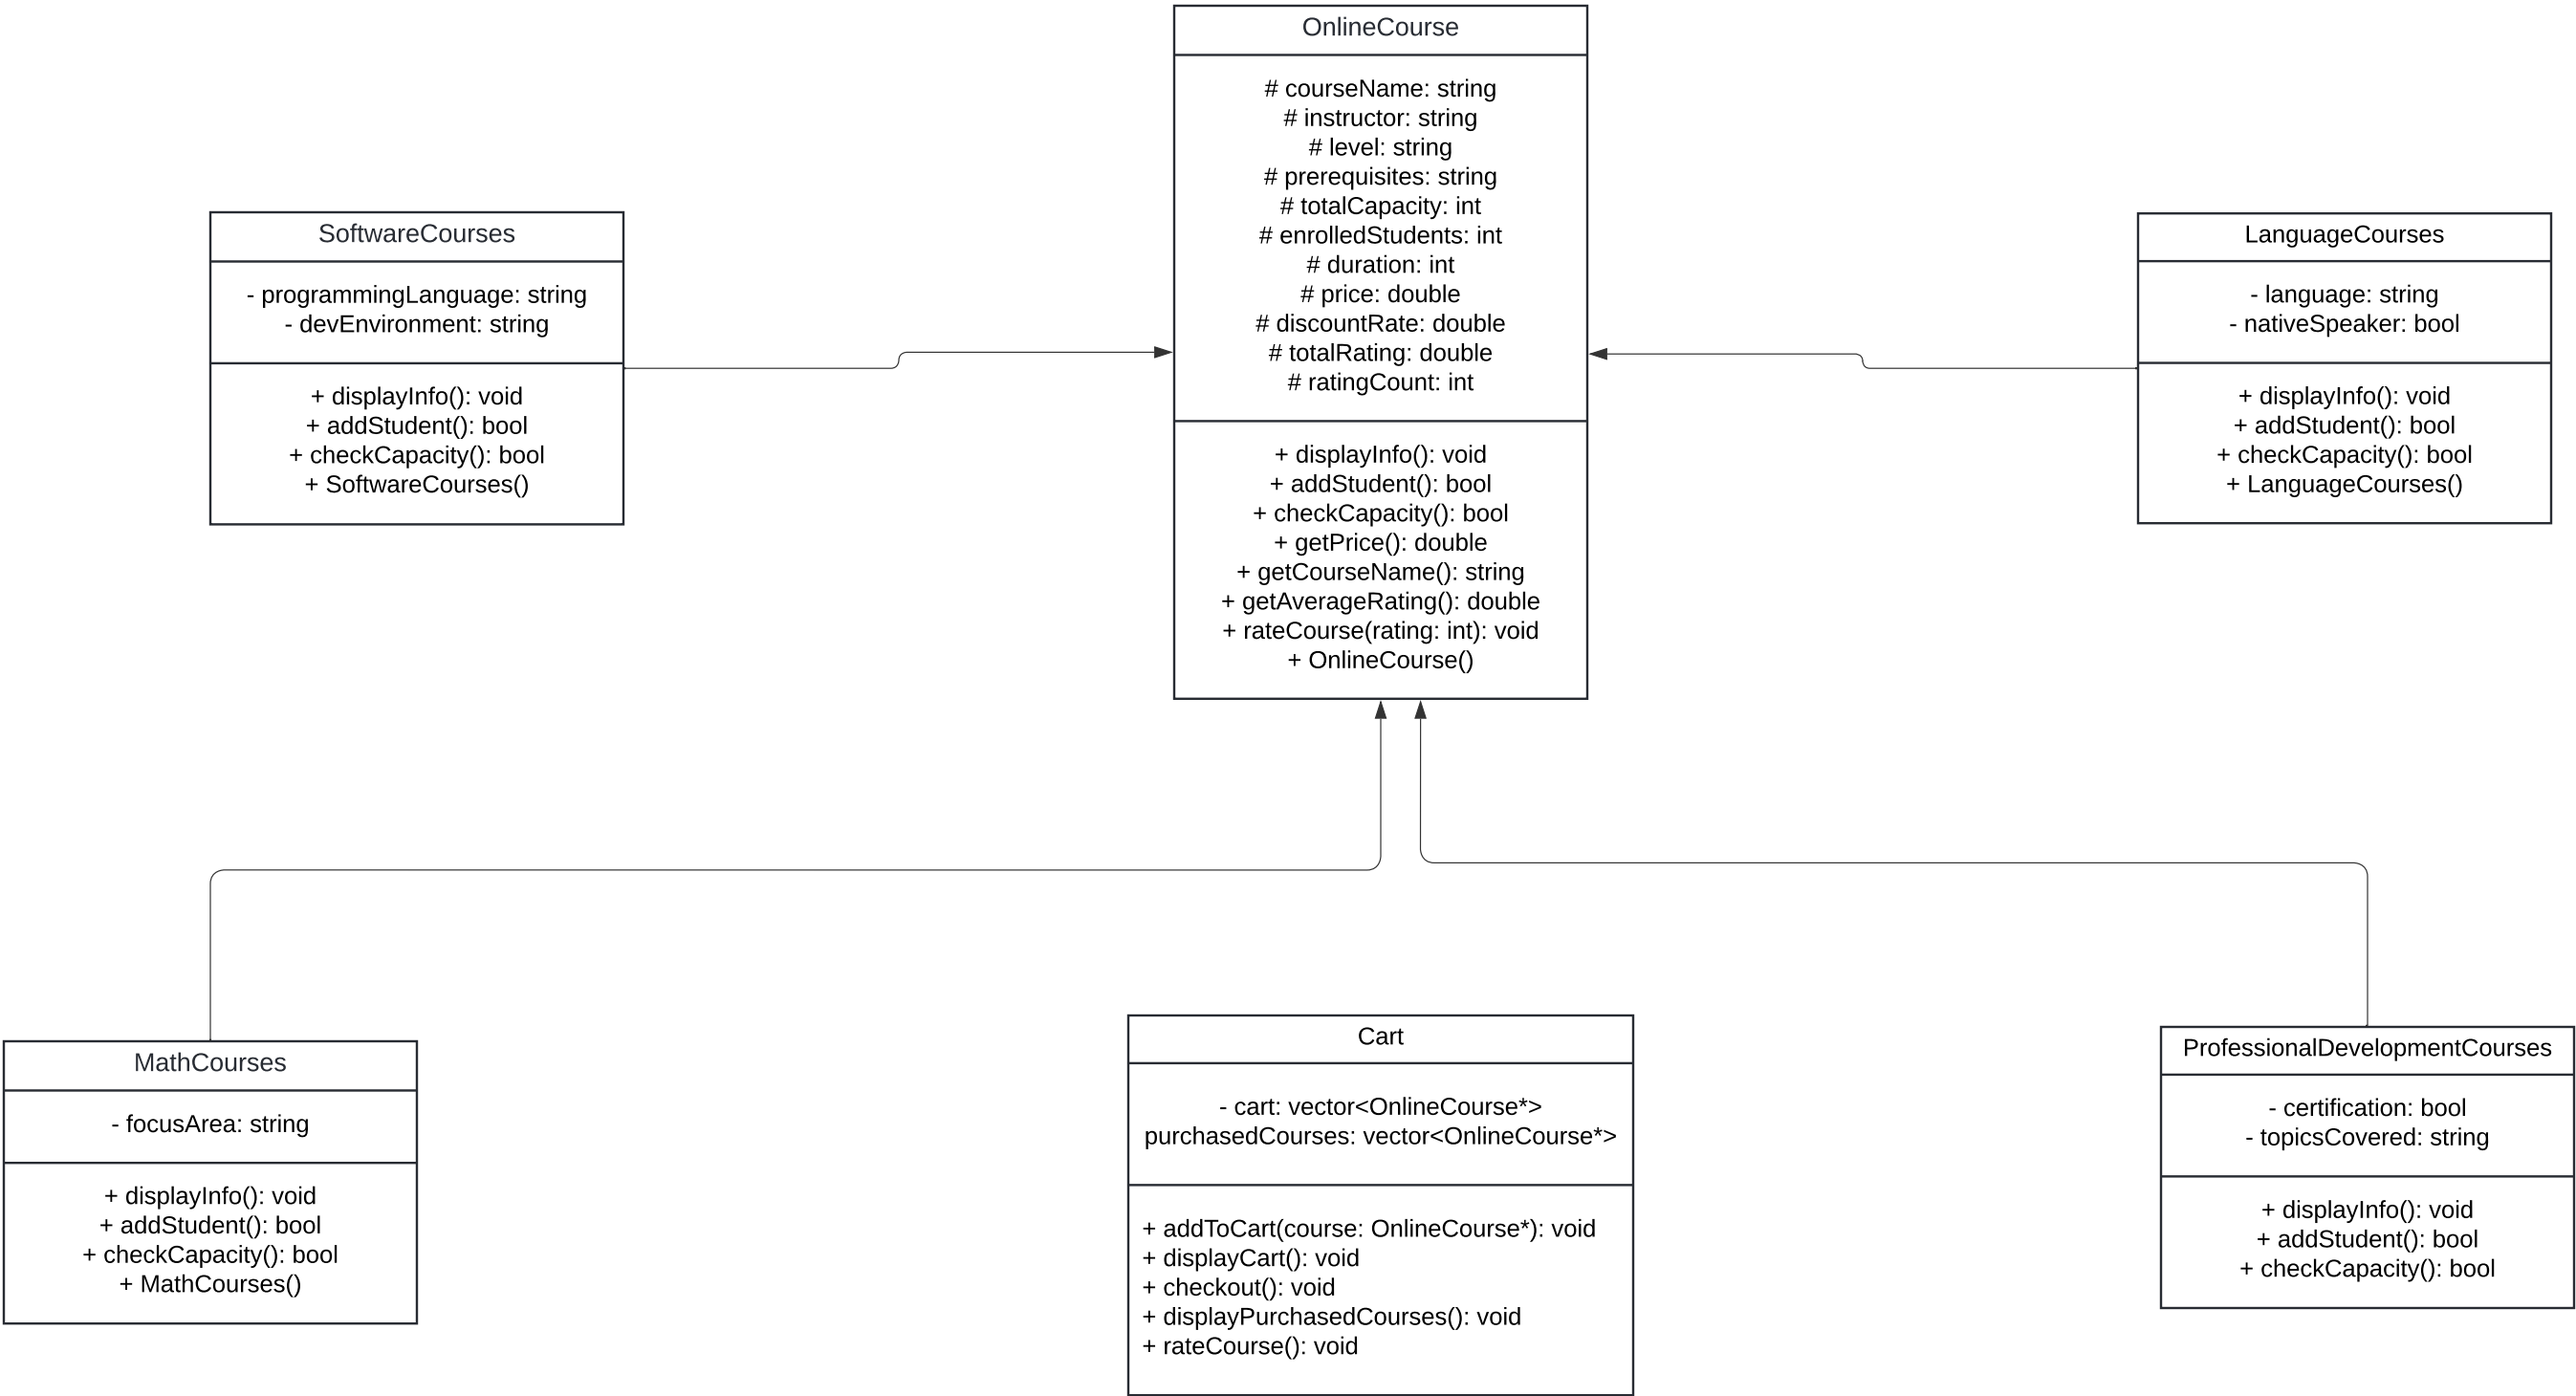 OnlineCourse
# courseName: string
# instructor: string
# level: string
# prerequisites: string
# totalCapacity: int
# enrolledStudents: int
# duration: int
# price: double
# discountRate: double
# totalRating: double
# ratingCount: int
+ displayInfo(): void
+ addStudent(): bool
+ checkCapacity(): bool
+ getPrice(): double
+ getCourseName(): string
+ getAverageRating(): double
+ rateCourse(rating: int): void
+ OnlineCourse()
SoftwareCourses
- programmingLanguage: string
- devEnvironment: string
+ displayInfo(): void
+ addStudent(): bool
+ checkCapacity(): bool
+ SoftwareCourses()
LanguageCourses
- language: string
- nativeSpeaker: bool
+ displayInfo(): void
+ addStudent(): bool
+ checkCapacity(): bool
+ LanguageCourses()
MathCourses
- focusArea: string
+ displayInfo(): void
+ addStudent(): bool
+ checkCapacity(): bool
+ MathCourses()
Cart
- cart: vector<OnlineCourse*>
purchasedCourses: vector<OnlineCourse*>
+ addToCart(course: OnlineCourse*): void
+ displayCart(): void
+ checkout(): void
+ displayPurchasedCourses(): void
+ rateCourse(): void
ProfessionalDevelopmentCourses
- certification: bool
- topicsCovered: string
+ displayInfo(): void
+ addStudent(): bool
+ checkCapacity(): bool